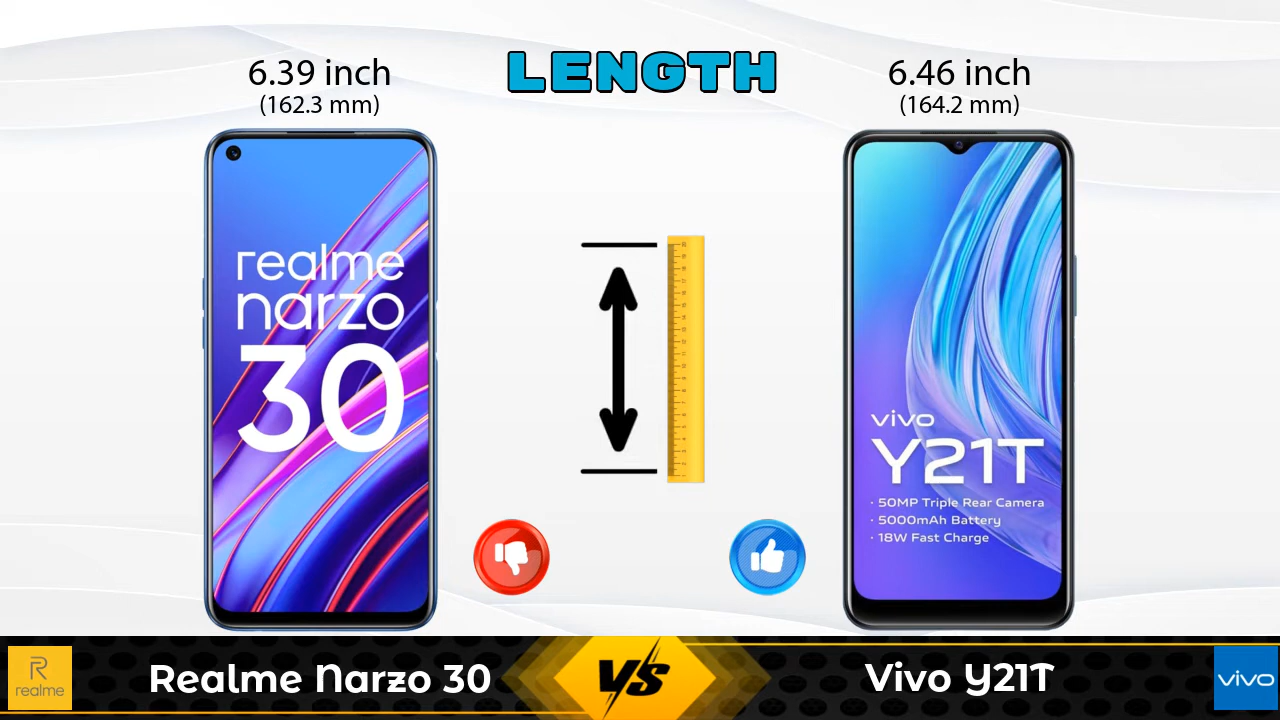 LENGTH
6.39 inch
(162.3 mm)
6.46 inch
(164.2 mm)
realme
narzo
30
vivo
Y21T
· 50MP Triple Rear Camera
· 5000mAh Battery
· 18W Fast Charge
R
realme
Realme Narzo 30
VS
Vivo Y21T
vivo